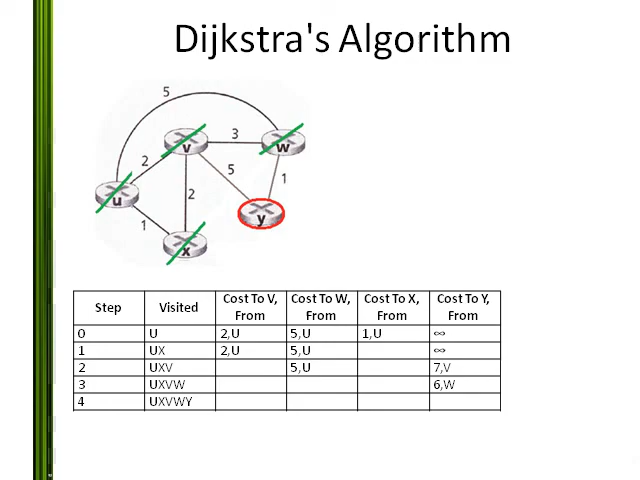 Dijkstra's Algorithm
5
v
3
w
2
5
1
u
2
y
1
x
Step Visited Cost To V, From Cost To W, From Cost To X, From Cost To Y, From
0 U 2,U 5,U 1,U ∞
1 UX 2,U 5,U ∞
2 UXV 5,U 7,V
3 UXVW 6,W
4 UXVWY